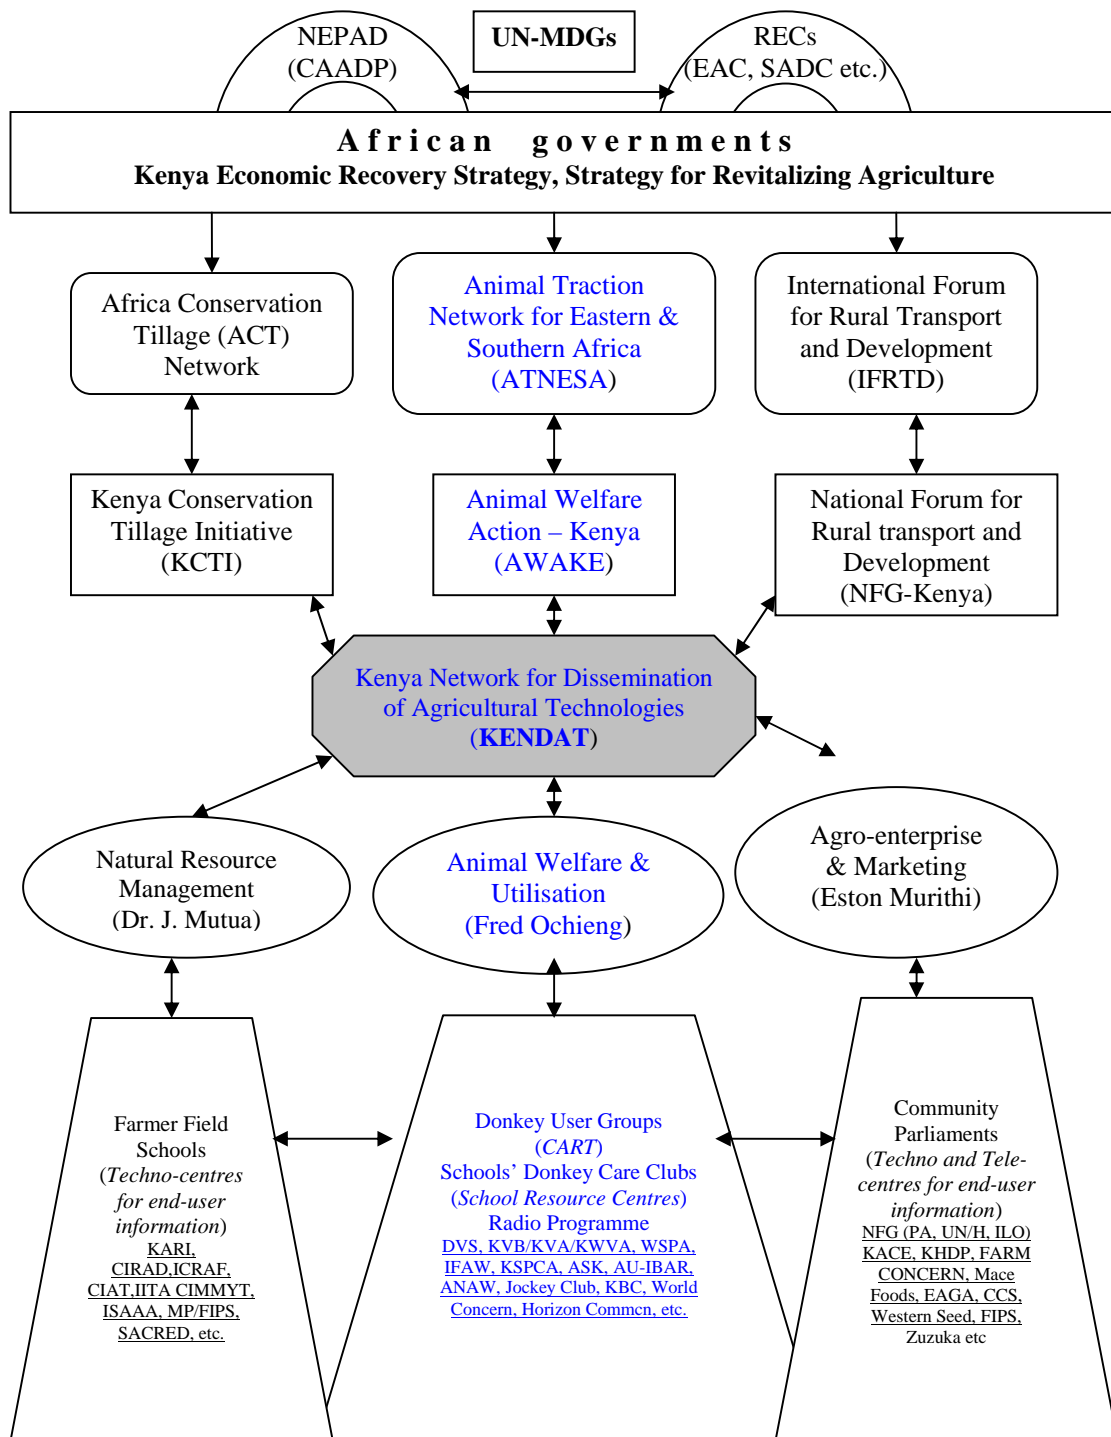 NEPAD
(CAADP)
UN-MDGs
RECs
(EAC, SADC etc.)
African governments
Kenya Economic Recovery Strategy, Strategy for Revitalizing Agriculture
Africa Conservation
Tillage (ACT)
Network
Animal Traction
Network for Eastern &
Southern Africa
(ATNESA)
International Forum
for Rural Transport
and Development
(IFRTD)
Kenya Conservation
Tillage Initiative
(KCTI)
Animal Welfare
Action – Kenya
(AWAKE)
National Forum for
Rural transport and
Development
(NFG-Kenya)
Kenya Network for Dissemination
of Agricultural Technologies
(KENDAT)
Natural Resource
Management
(Dr. J. Mutua)
Animal Welfare &
Utilisation
(Fred Ochieng)
Agro-enterprise
& Marketing
(Eston Murithi)
Farmer Field
Schools
(Techno-centres
for end-user
information)
KARI,
CIRAD,ICRAF,
CIAT,IITA CIMMYT,
ISAAA, MP/FIPS,
SACRED, etc.
Donkey User Groups
(CART)
Schools' Donkey Care Clubs
(School Resource Centres)
Radio Programme
DVS, KVB/KVA/KWVA, WSPA,
IFAW, KSPCA, ASK, AU-IBAR,
ANAW, Jockey Club, KBC, World
Concern, Horizon Commcn, etc.
Community
Parliaments
(Techno and Tele-
centres for end-user
information)
NFG (PA, UN/H, ILO)
KACE, KHDP, FARM
CONCERN, Mace
Foods, EAGA, CCS,
Western Seed, FIPS,
Zuzuka etc